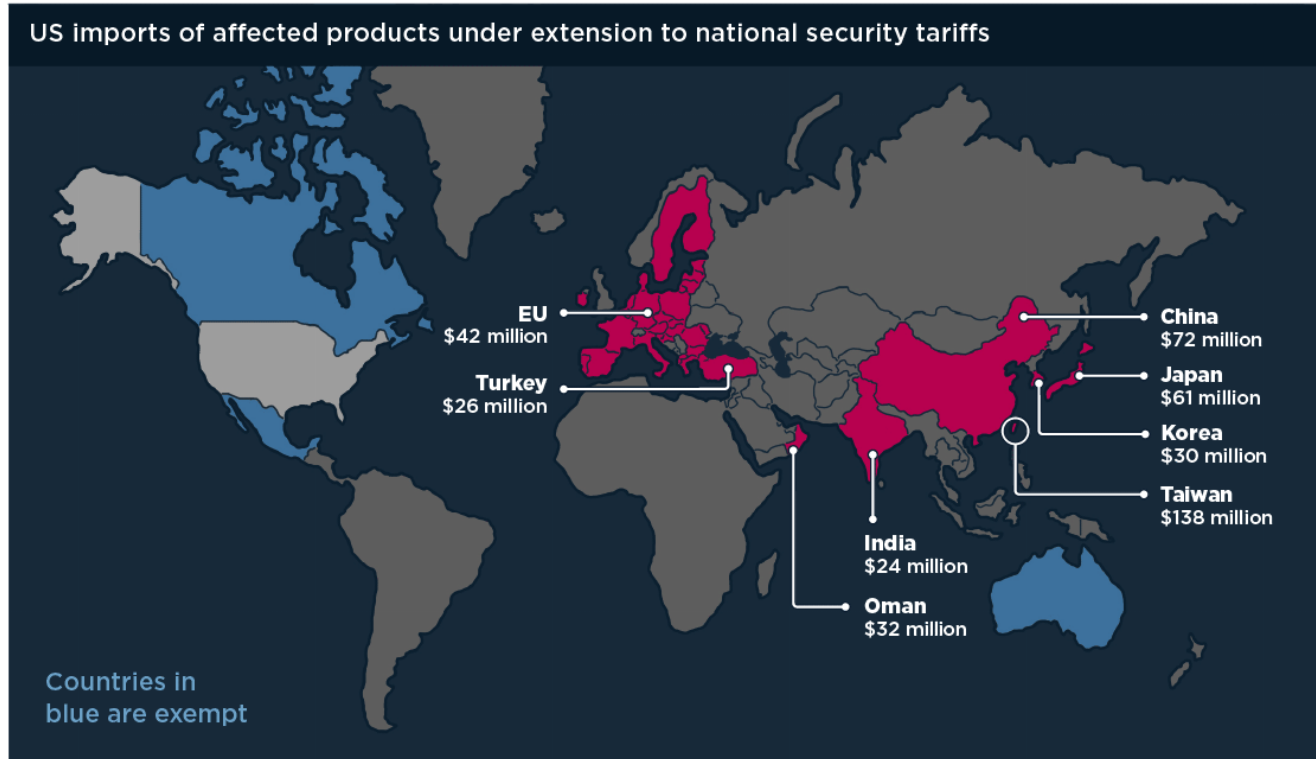 US imports of affected products under extension to national security tariffs
EU
$42 million
Turkey
$26 million
China
$72 million
Japan
$61 million
Korea
$30 million
Taiwan
$138 million
India
$24 million
Oman
$32 million
Countries in
blue are exempt